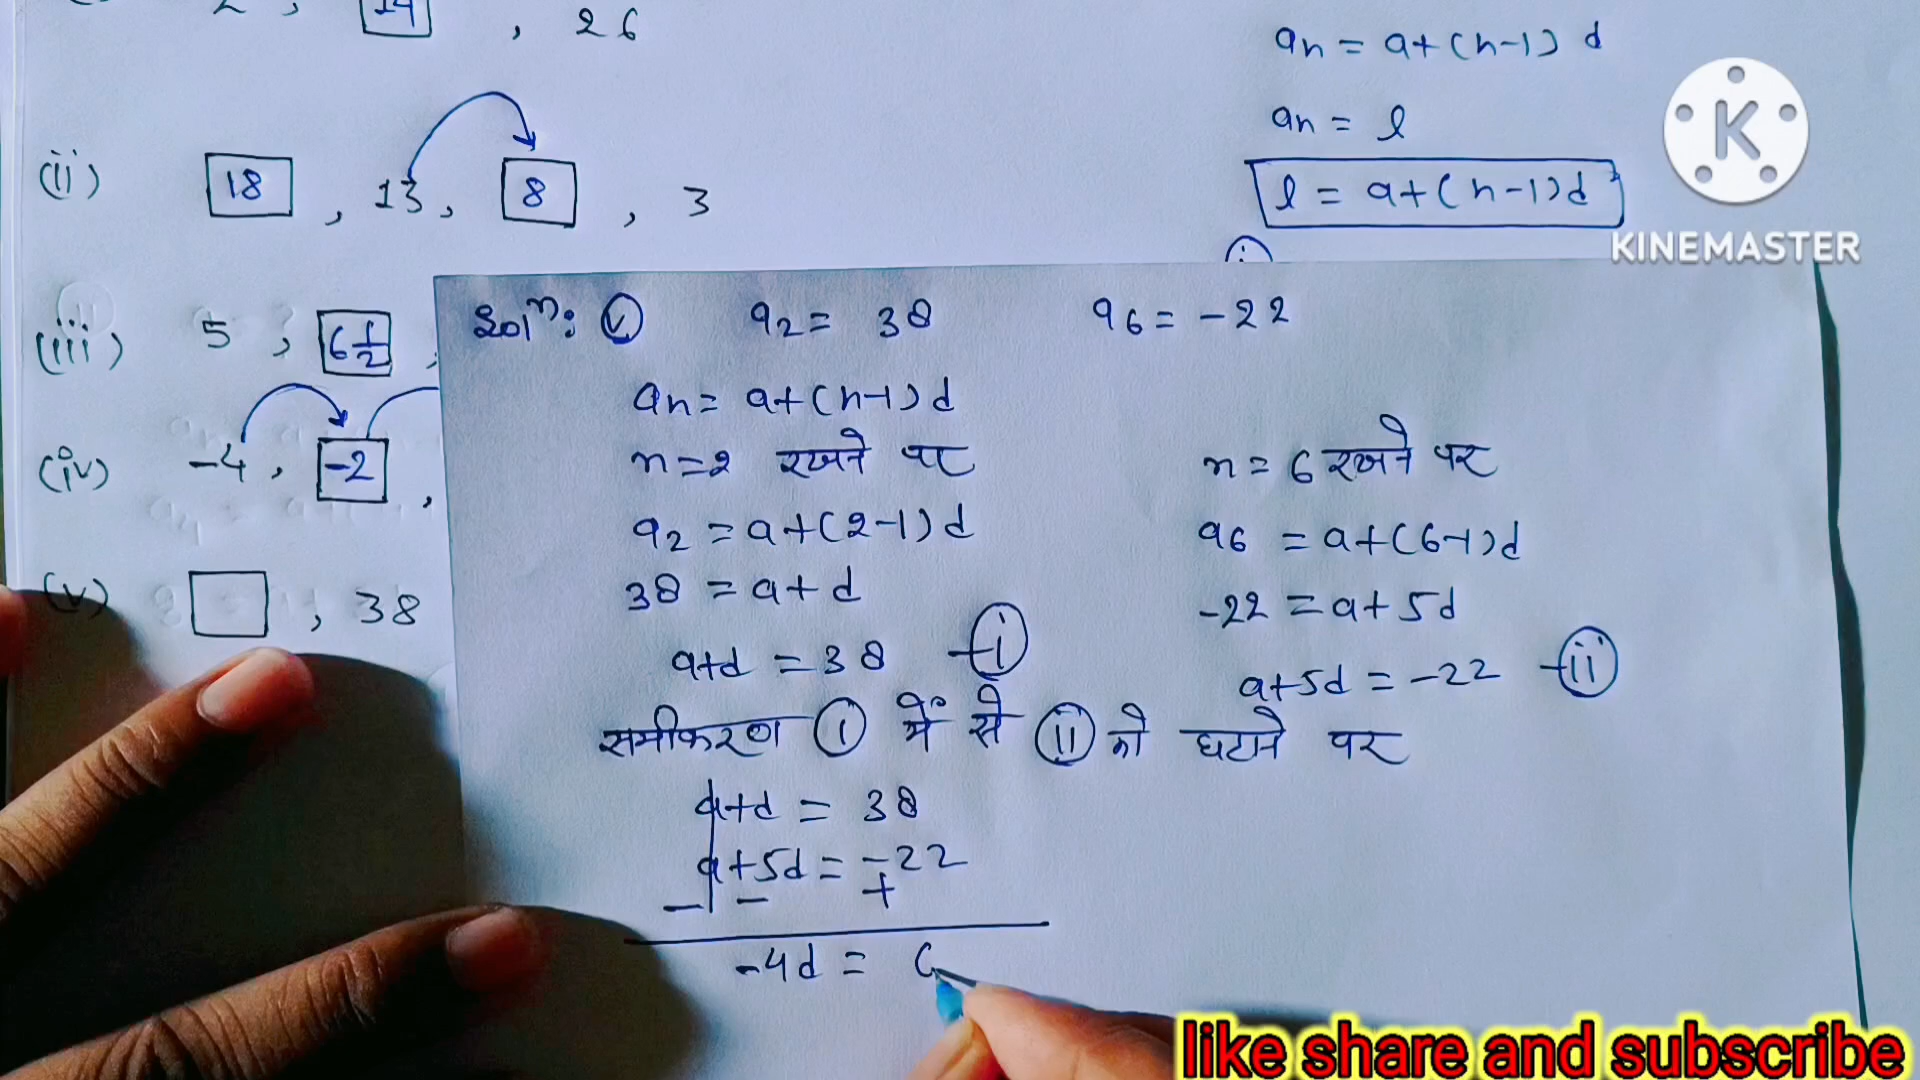 2, 14, 26
an = a+(n-1) d
an = l
l = a+(n-1)d
(ii) 18, 13, 8, 3
KINEMASTER
(iii) 5, 6 1/2,
(iv) -4, -2,
(v) , 38
Solⁿ: (v) a2 = 38 a6 = -22
an = a+(n-1)d
n=2 रखने पर n = 6 रखने पर
a2 = a+(2-1)d a6 = a+(6-1)d
38 = a+d -22 = a+5d
a+d = 38 -(i) a+5d = -22 -(ii)
समीकरण (i) में से (ii) को घटाने पर
a+d = 38
a+5d = -22
- - +
-4d =
like share and subscribe